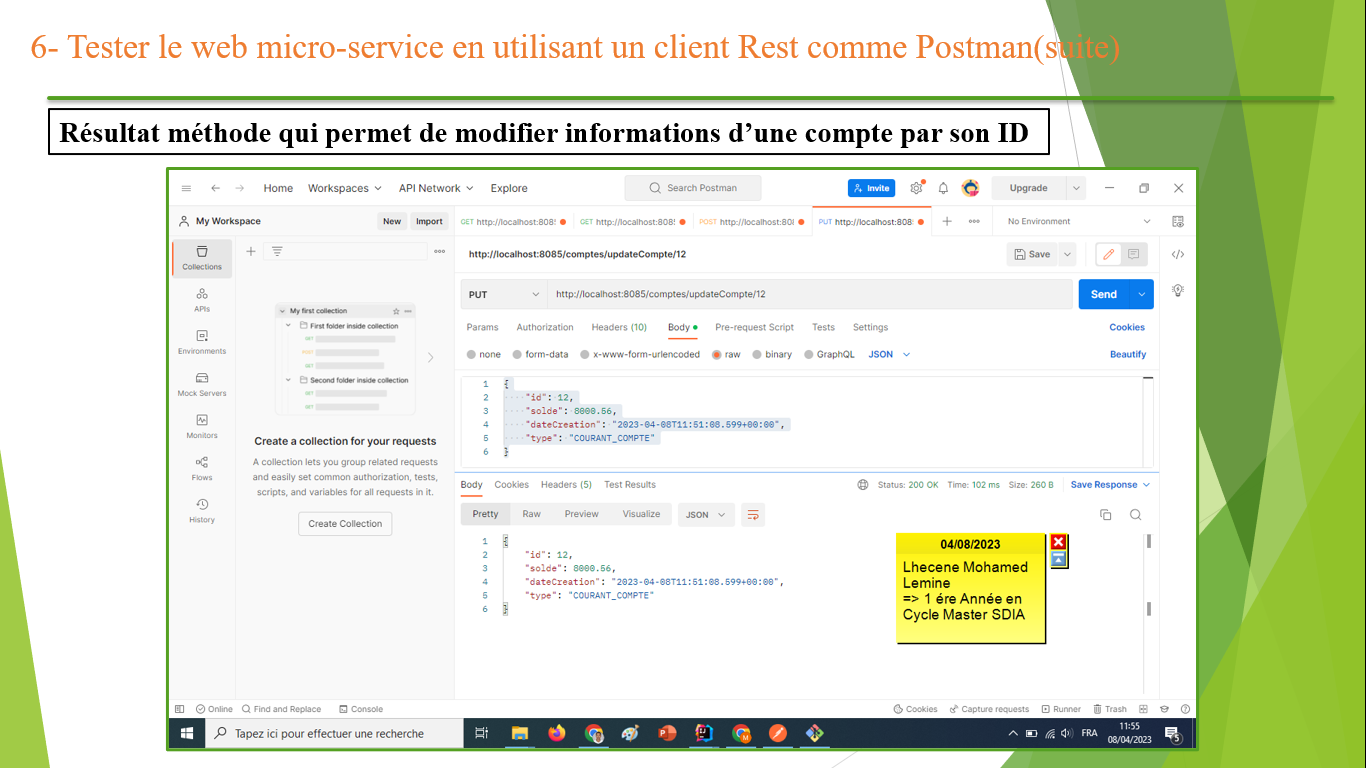 6- Tester le web micro-service en utilisant un client Rest comme Postman(suite)
Résultat méthode qui permet de modifier informations d’une compte par son ID
Home Workspaces API Network Explore Search Postman Invite Upgrade
My Workspace New Import GET http://localhost:808! GET http://localhost:808! POST http://localhost:80 PUT http://localhost:808: No Environment
http://localhost:8085/comptes/updateCompte/12 Save
PUT http://localhost:8085/comptes/updateCompte/12 Send
Params Authorization Headers (10) Body Pre-request Script Tests Settings Cookies
none form-data x-www-form-urlencoded raw binary GraphQL JSON Beautify
1 {
2 "id": 12,
3 "solde": 8000.56,
4 "dateCreation": "2023-04-08T11:51:08.599+00:00",
5 "type": "COURANT_COMPTE"
6 }
Collections
APIs
Environments
Mock Servers
Monitors
Flows
History
My first collection
First folder inside collection
GET
POST
GET
Second folder inside collection
GET
GET
Create a collection for your requests
A collection lets you group related requests
and easily set common authorization, tests,
scripts, and variables for all requests in it.
Create Collection
Body Cookies Headers (5) Test Results Status: 200 OK Time: 102 ms Size: 260 B Save Response
Pretty Raw Preview Visualize JSON
1 {
2 "id": 12,
3 "solde": 8000.56,
4 "dateCreation": "2023-04-08T11:51:08.599+00:00",
5 "type": "COURANT_COMPTE"
6 }
04/08/2023
Lhecene Mohamed
Lemine
=> 1 ére Année en
Cycle Master SDIA
Online Find and Replace Console Cookies Capture requests Runner Trash
Tapez ici pour effectuer une recherche FRA 11:55
08/04/2023 5